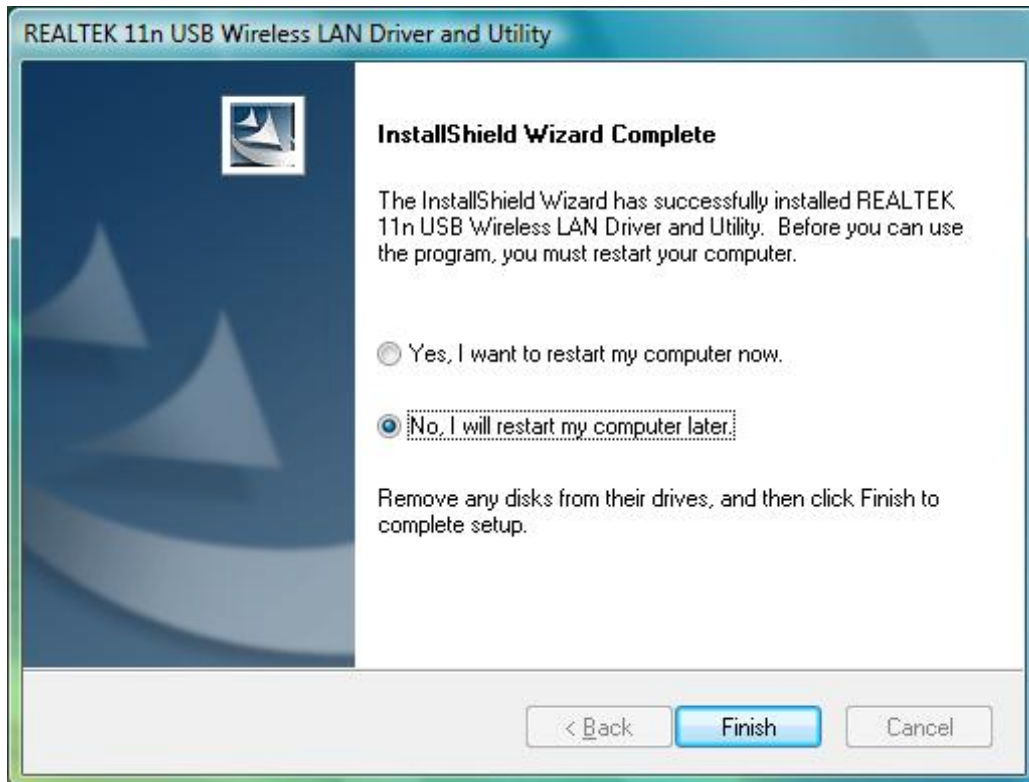 REALTEK 11n USB Wireless LAN Driver and Utility
InstallShield Wizard Complete
The InstallShield Wizard has successfully installed REALTEK
11n USB Wireless LAN Driver and Utility.  Before you can use
the program, you must restart your computer.
Yes, I want to restart my computer now.
No, I will restart my computer later.
Remove any disks from their drives, and then click Finish to
complete setup.
< Back
Finish
Cancel